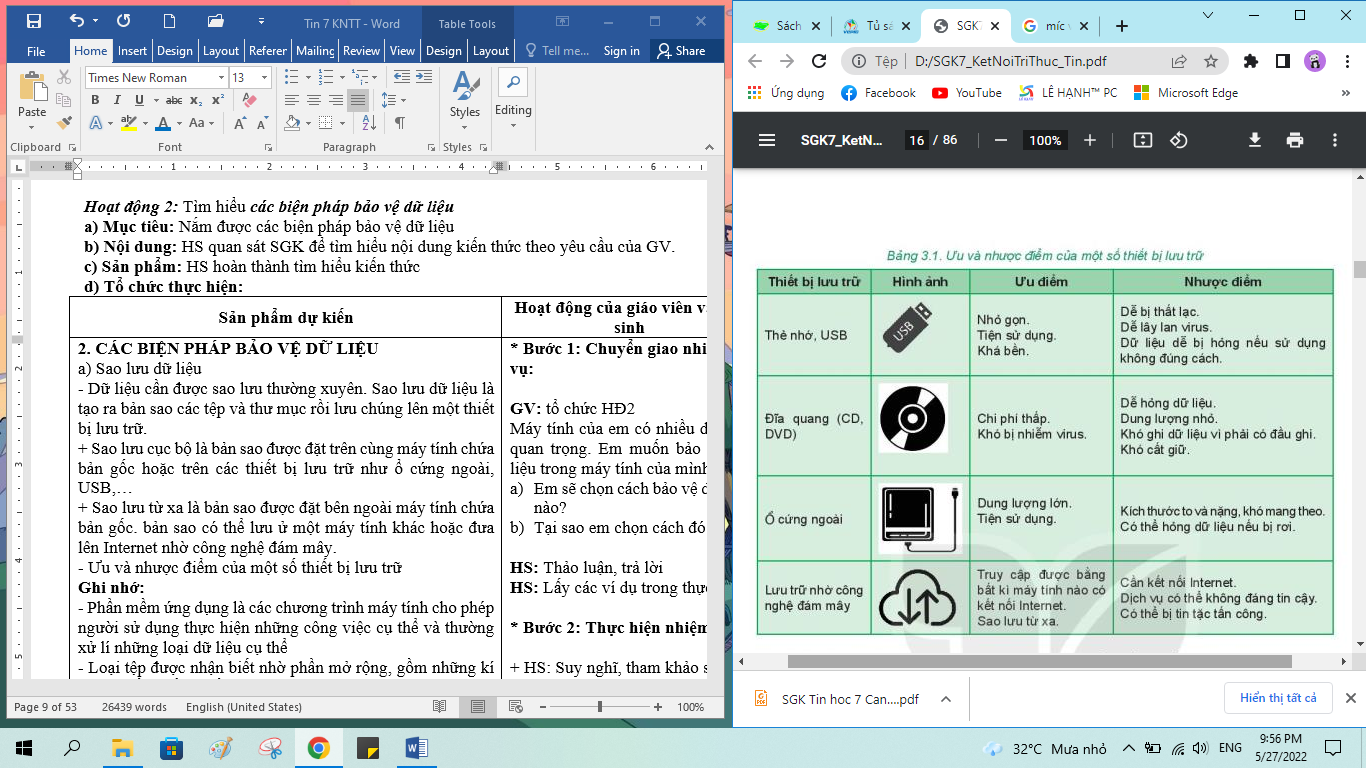 Tin 7 KNTT - Word
Table Tools
File
Home
Insert
Design
Layout
Referer
Mailing
Review
View
Design
Layout
Tell me...
Sign in
Share
Paste
Times New Roman
13
B I U abc x₂ x²
A ab A Aa A A
Styles
Editing
Clipboard
Font
Paragraph
Styles
1 2 3 4 5 6
Hoạt động 2: Tìm hiểu các biện pháp bảo vệ dữ liệu
a) Mục tiêu: Nắm được các biện pháp bảo vệ dữ liệu
b) Nội dung: HS quan sát SGK để tìm hiểu nội dung kiến thức theo yêu cầu của GV.
c) Sản phẩm: HS hoàn thành tìm hiểu kiến thức
d) Tổ chức thực hiện:
Sản phẩm dự kiến
2. CÁC BIỆN PHÁP BẢO VỆ DỮ LIỆU
a) Sao lưu dữ liệu
- Dữ liệu cần được sao lưu thường xuyên. Sao lưu dữ liệu là
tạo ra bản sao các tệp và thư mục rồi lưu chúng lên một thiết
bị lưu trữ.
+ Sao lưu cục bộ là bản sao được đặt trên cùng máy tính chứa
bản gốc hoặc trên các thiết bị lưu trữ như ổ cứng ngoài,
USB,…
+ Sao lưu từ xa là bản sao được đặt bên ngoài máy tính chứa
bản gốc. bản sao có thể lưu ử một máy tính khác hoặc đưa
lên Internet nhờ công nghệ đám mây.
- Ưu và nhược điểm của một số thiết bị lưu trữ
Ghi nhớ:
- Phần mềm ứng dụng là các chương trình máy tính cho phép
người sử dụng thực hiện những công việc cụ thể và thường
xử lí những loại dữ liệu cụ thể
- Loại tệp được nhận biết nhờ phần mở rộng, gồm những kí
Hoạt động của giáo viên v
sinh
* Bước 1: Chuyển giao nhi
vụ:
GV: tổ chức HĐ2
Máy tính của em có nhiều d
quan trọng. Em muốn bảo
liệu trong máy tính của mình
a) Em sẽ chọn cách bảo vệ d
nào?
b) Tại sao em chọn cách đó
HS: Thảo luận, trả lời
HS: Lấy các ví dụ trong thực
* Bước 2: Thực hiện nhiệm
+ HS: Suy nghĩ, tham khảo s
Page 9 of 53
26439 words
English (United States)
100%
Sách
Tủ sá
SGK
míc v
Tệp
D:/SGK7_KetNoiTriThuc_Tin.pdf
Ứng dụng
Facebook
YouTube
LÊ HẠNH™ PC
Microsoft Edge
SGK7_KetN...
16 / 86
100%
Bảng 3.1. Ưu và nhược điểm của một số thiết bị lưu trữ
Thiết bị lưu trữ
Hình ảnh
Ưu điểm
Nhược điểm
Thẻ nhớ, USB
USB
Nhỏ gọn.
Tiện sử dụng.
Khá bền.
Dễ bị thất lạc.
Dễ lây lan virus.
Dữ liệu dễ bị hỏng nếu sử dụng
không đúng cách.
Đĩa quang (CD,
DVD)
Chi phí thấp.
Khó bị nhiễm virus.
Dễ hỏng dữ liệu.
Dung lượng nhỏ.
Khó ghi dữ liệu vì phải có đầu ghi.
Khó cất giữ.
Ổ cứng ngoài
Dung lượng lớn.
Tiện sử dụng.
Kích thước to và nặng, khó mang theo.
Có thể hỏng dữ liệu nếu bị rơi.
Lưu trữ nhờ công
nghệ đám mây
Truy cập được bằng
bất kì máy tính nào có
kết nối Internet.
Sao lưu từ xa.
Cần kết nối Internet.
Dịch vụ có thể không đáng tin cậy.
Có thể bị tin tặc tấn công.
SGK Tin hoc 7 Can....pdf
Hiển thị tất cả
32°C Mưa nhỏ
ENG
9:56 PM
5/27/2022